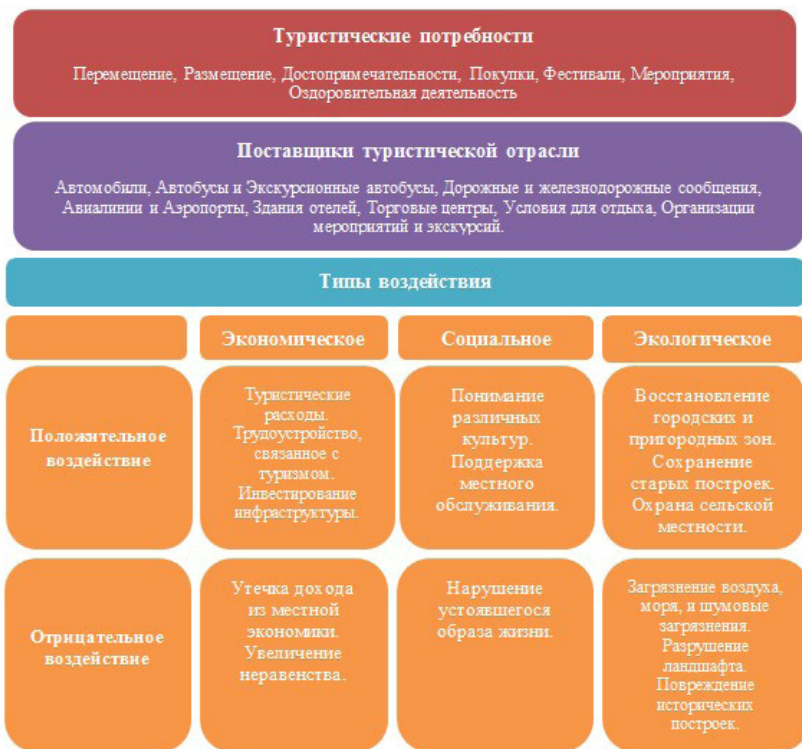 Туристические потребности
Перемещение, Размещение, Достопримечательности, Покупки, Фестивали, Мероприятия,
Оздоровительная деятельность
Поставщики туристической отрасли
Автомобили, Автобусы и Экскурсионные автобусы, Дорожные и железнодорожные сообщения,
Авиалинии и Аэропорты, Здания отелей, Торговые центры, Условия для отдыха, Организации
мероприятий и экскурсий.
Типы воздействия
Экономическое
Социальное
Экологическое
Положительное
воздействие
Туристические
расходы.
Трудоустройство,
связанное с
туризмом.
Инвестирование
инфраструктуры.
Понимание
различных
культур.
Поддержка
местного
обслуживания.
Восстановление
городских и
пригородных зон.
Сохранение
старых построек.
Охрана сельской
местности.
Отрицательное
воздействие
Утечка дохода
из местной
экономики.
Увеличение
неравенства.
Нарушение
устоявшегося
образа жизни.
Загрязнение воздуха,
моря, и шумовые
загрязнения.
Разрушение
ландшафта.
Повреждение
исторических
построек.